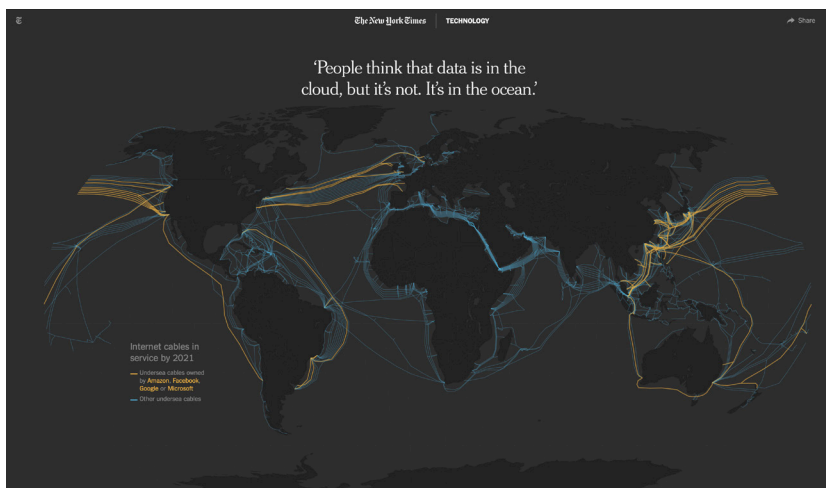 The New York Times
TECHNOLOGY
Share
‘People think that data is in the
cloud, but it’s not. It’s in the ocean.’
Internet cables in
service by 2021
Undersea cables owned
by Amazon, Facebook,
Google or Microsoft
Other undersea cables